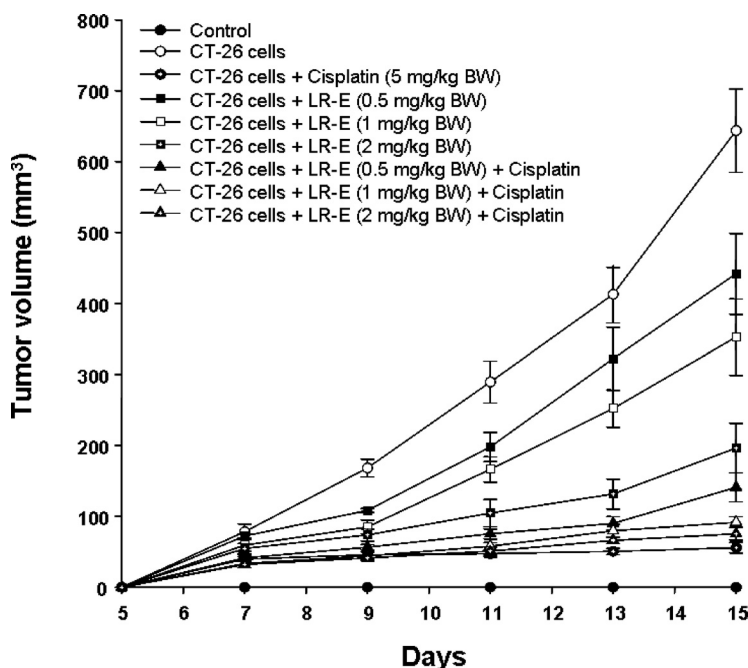 Control
CT-26 cells
CT-26 cells + Cisplatin (5 mg/kg BW)
CT-26 cells + LR-E (0.5 mg/kg BW)
CT-26 cells + LR-E (1 mg/kg BW)
CT-26 cells + LR-E (2 mg/kg BW)
CT-26 cells + LR-E (0.5 mg/kg BW) + Cisplatin
CT-26 cells + LR-E (1 mg/kg BW) + Cisplatin
CT-26 cells + LR-E (2 mg/kg BW) + Cisplatin
Tumor volume (mm³)
800
700
600
500
400
300
200
100
0
5 6 7 8 9 10 11 12 13 14 15
Days